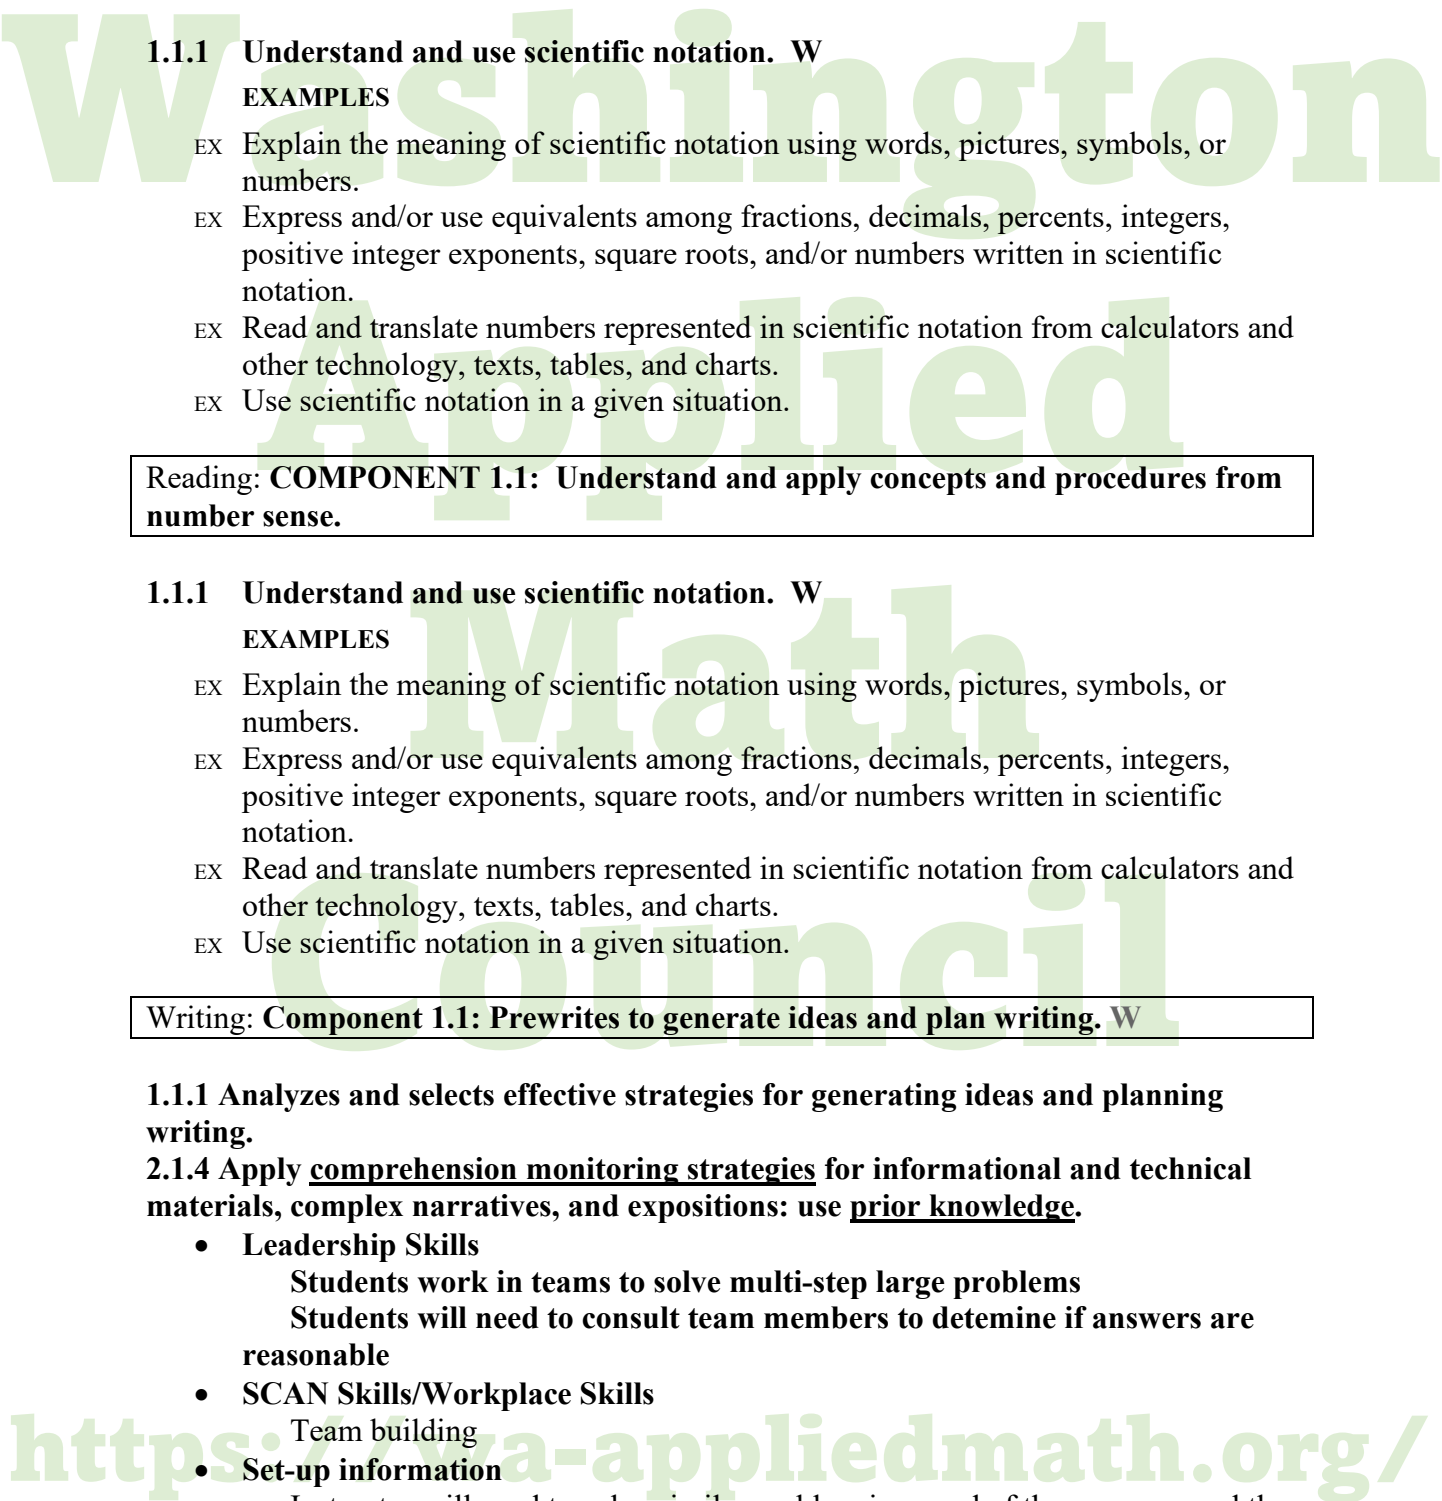 1.1.1 Understand and use scientific notation. W
EXAMPLES
EX Explain the meaning of scientific notation using words, pictures, symbols, or
numbers.
EX Express and/or use equivalents among fractions, decimals, percents, integers,
positive integer exponents, square roots, and/or numbers written in scientific
notation.
EX Read and translate numbers represented in scientific notation from calculators and
other technology, texts, tables, and charts.
EX Use scientific notation in a given situation.
Reading: COMPONENT 1.1: Understand and apply concepts and procedures from
number sense.
1.1.1 Understand and use scientific notation. W
EXAMPLES
EX Explain the meaning of scientific notation using words, pictures, symbols, or
numbers.
EX Express and/or use equivalents among fractions, decimals, percents, integers,
positive integer exponents, square roots, and/or numbers written in scientific
notation.
EX Read and translate numbers represented in scientific notation from calculators and
other technology, texts, tables, and charts.
EX Use scientific notation in a given situation.
Writing: Component 1.1: Prewrites to generate ideas and plan writing. W
1.1.1 Analyzes and selects effective strategies for generating ideas and planning
writing.
2.1.4 Apply comprehension monitoring strategies for informational and technical
materials, complex narratives, and expositions: use prior knowledge.
• Leadership Skills
Students work in teams to solve multi-step large problems
Students will need to consult team members to detemine if answers are
reasonable
• SCAN Skills/Workplace Skills
Team building
• Set-up information
Washington
Applied
Math
Council
https://wa-appliedmath.org/